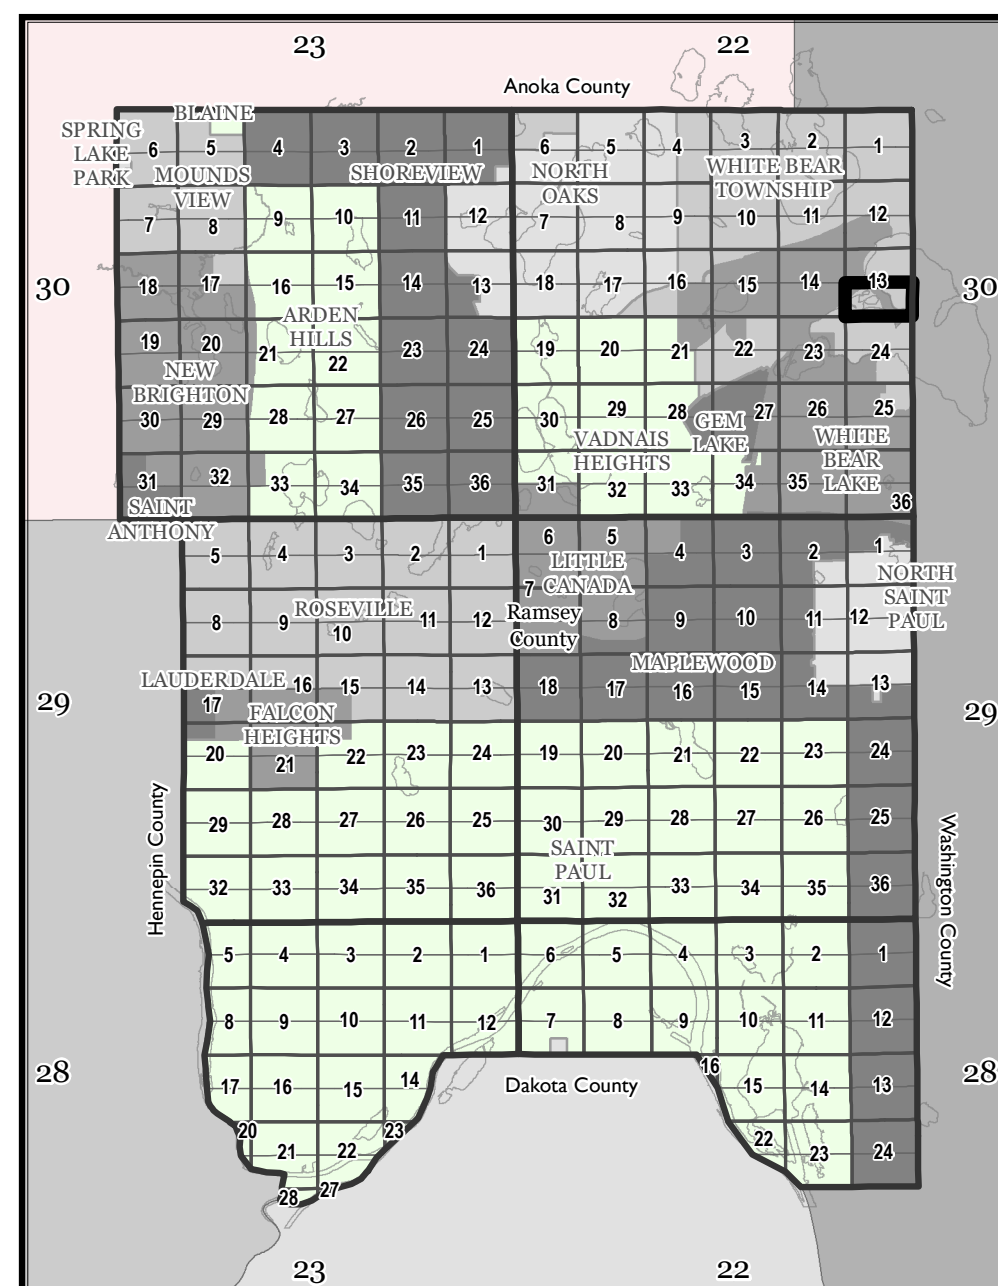 23 22
Anoka County
BLAINE
SPRING
LAKE
PARK
6 5 4 3 2 1 6 5 4 3 2 1
MOUNDS
VIEW
SHOREVIEW
NORTH
OAKS
WHITE BEAR
TOWNSHIP
7 8 9 10 11 12 7 8 9 10 11 12
30 18 17 16 15 14 13 18 17 16 15 14 13 30
ARDEN
HILLS
19 20 21 22 23 24 19 20 21 22 23 24
NEW
BRIGHTON
30 29 28 27 26 25 30 29 28 27 26 25
GEM
LAKE
VADNAIS
HEIGHTS
WHITE
BEAR
LAKE
31 32 33 34 35 36 31 32 33 34 35 36
SAINT
ANTHONY
5 4 3 2 1 6 5 4 3 2 1
LITTLE
CANADA
NORTH
SAINT
PAUL
ROSEVILLE
8 9 10 11 12 7 8 9 10 11 12
Ramsey
County
MAPLEWOOD
LAUDERDALE
29 17 16 15 14 13 18 17 16 15 14 13 29
FALCON
HEIGHTS
20 21 22 23 24 19 20 21 22 23 24
Hennepin County
29 28 27 26 25 30 29 28 27 26 25
Washington County
SAINT
PAUL
32 33 34 35 36 31 32 33 34 35 36
5 4 3 2 1 6 5 4 3 2 1
8 9 10 11 12 7 8 9 10 11 12
28 17 16 15 14 16 15 14 13 28
Dakota County
20 21 22 23 22 23 24
28 27
23 22